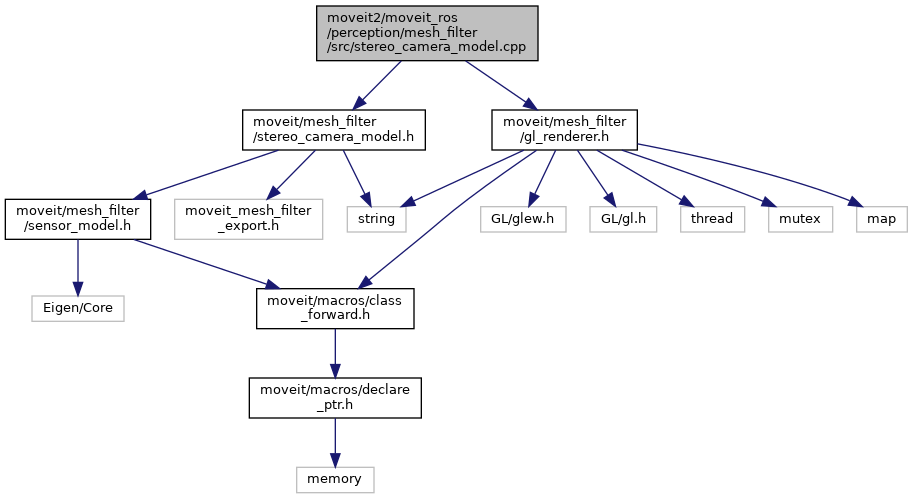 moveit2/moveit_ros
/perception/mesh_filter
/src/stereo_camera_model.cpp
moveit/mesh_filter
/stereo_camera_model.h
moveit/mesh_filter
/gl_renderer.h
moveit/mesh_filter
/sensor_model.h
moveit_mesh_filter
_export.h
string
GL/glew.h
GL/gl.h
thread
mutex
map
Eigen/Core
moveit/macros/class
_forward.h
moveit/macros/declare
_ptr.h
memory